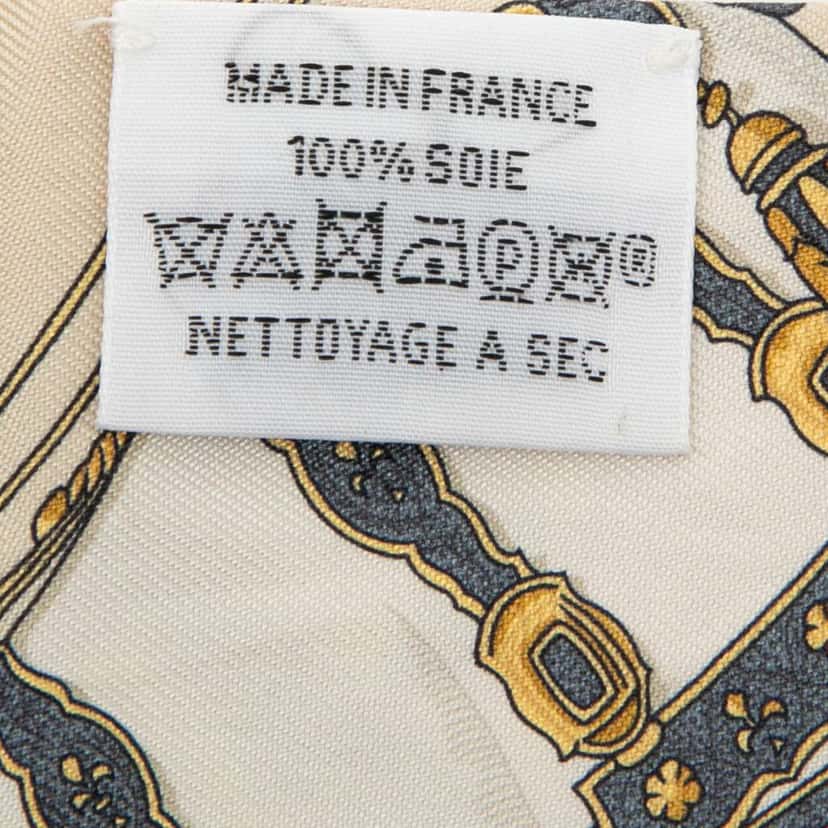 MADE IN FRANCE
100% SOIE
P ®
NETTOYAGE A SEC